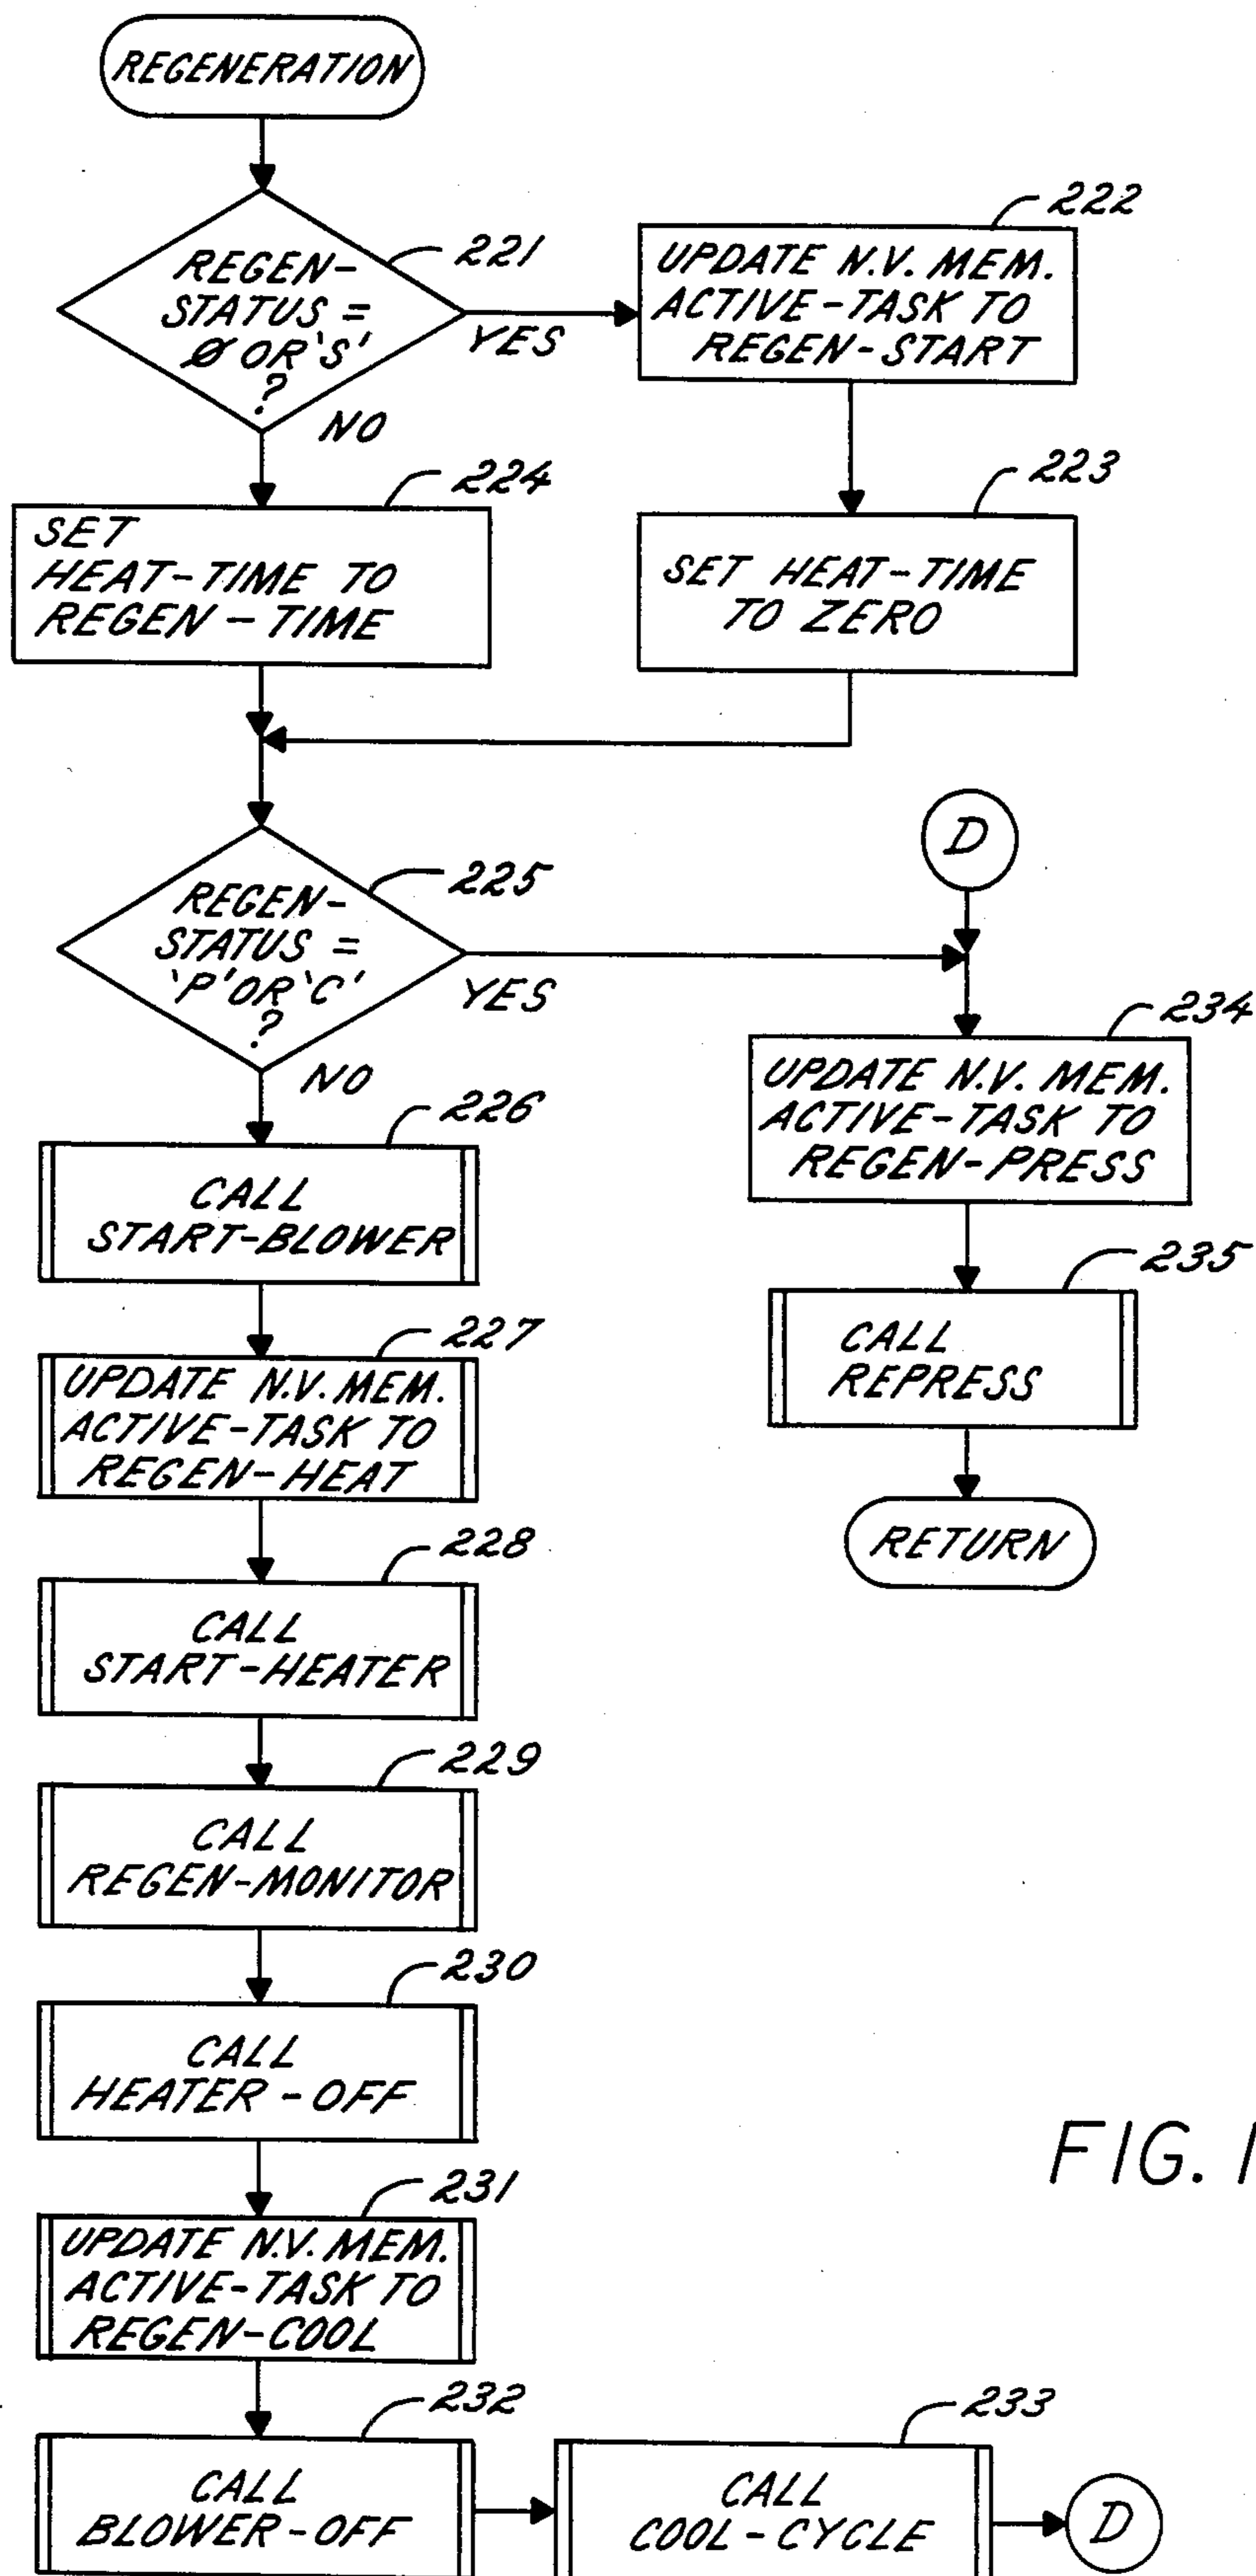 REGENERATION
221
REGEN-
STATUS =
Ø OR 'S'
?
YES
NO
222
UPDATE N.V. MEM.
ACTIVE-TASK TO
REGEN-START
223
SET HEAT-TIME
TO ZERO
224
SET
HEAT-TIME TO
REGEN - TIME
225
REGEN-
STATUS =
'P' OR 'C'
?
YES
NO
D
234
UPDATE N.V. MEM.
ACTIVE-TASK TO
REGEN-PRESS
235
CALL
REPRESS
RETURN
226
CALL
START-BLOWER
227
UPDATE N.V. MEM.
ACTIVE-TASK TO
REGEN-HEAT
228
CALL
START-HEATER
229
CALL
REGEN-MONITOR
230
CALL
HEATER-OFF
231
UPDATE N.V. MEM.
ACTIVE-TASK TO
REGEN-COOL
232
CALL
BLOWER-OFF
233
CALL
COOL-CYCLE
D
FIG. 1